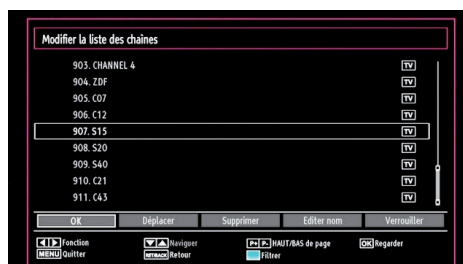 Modifier la liste des chaînes
903. CHANNEL 4 TV
904. ZDF TV
905. C07 TV
906. C12 TV
907. S15 TV
908. S20 TV
909. S40 TV
910. C21 TV
911. C43 TV
OK Déplacer Supprimer Editer nom Verrouiller
Fonction Naviguer P+ P- HAUT/BAS de page OK Regarder
MENU Quitter RET/BACK Retour Filtrer